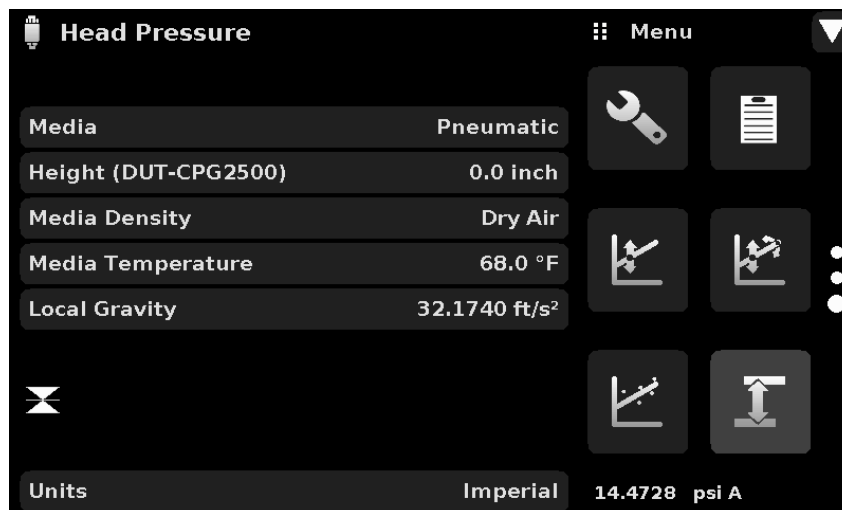 Head Pressure
Menu
Media Pneumatic
Height (DUT-CPG2500) 0.0 inch
Media Density Dry Air
Media Temperature 68.0 °F
Local Gravity 32.1740 ft/s²
Units Imperial
14.4728 psi A